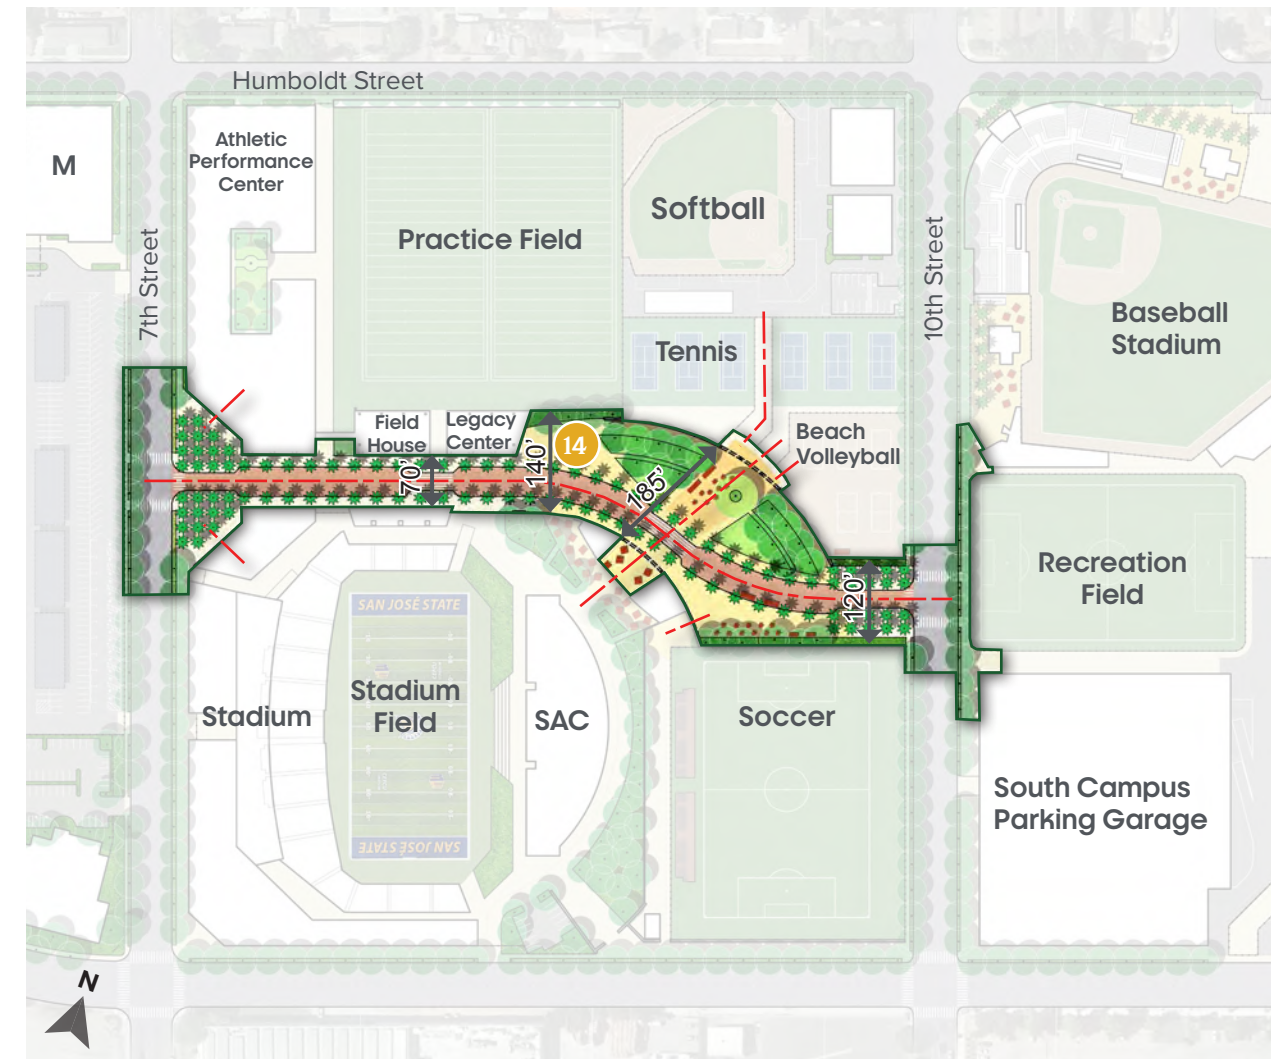 Humboldt Street
M
Athletic
Performance
Center
Practice Field
Softball
7th Street
10th Street
Baseball
Stadium
Tennis
Field
House
Legacy
Center
14
Beach
Volleyball
70’
140’
185’
120’
Recreation
Field
SAN JOSÉ STATE
Stadium
Stadium
Field
SAC
Soccer
South Campus
Parking Garage
SAN JOSÉ STATE
N